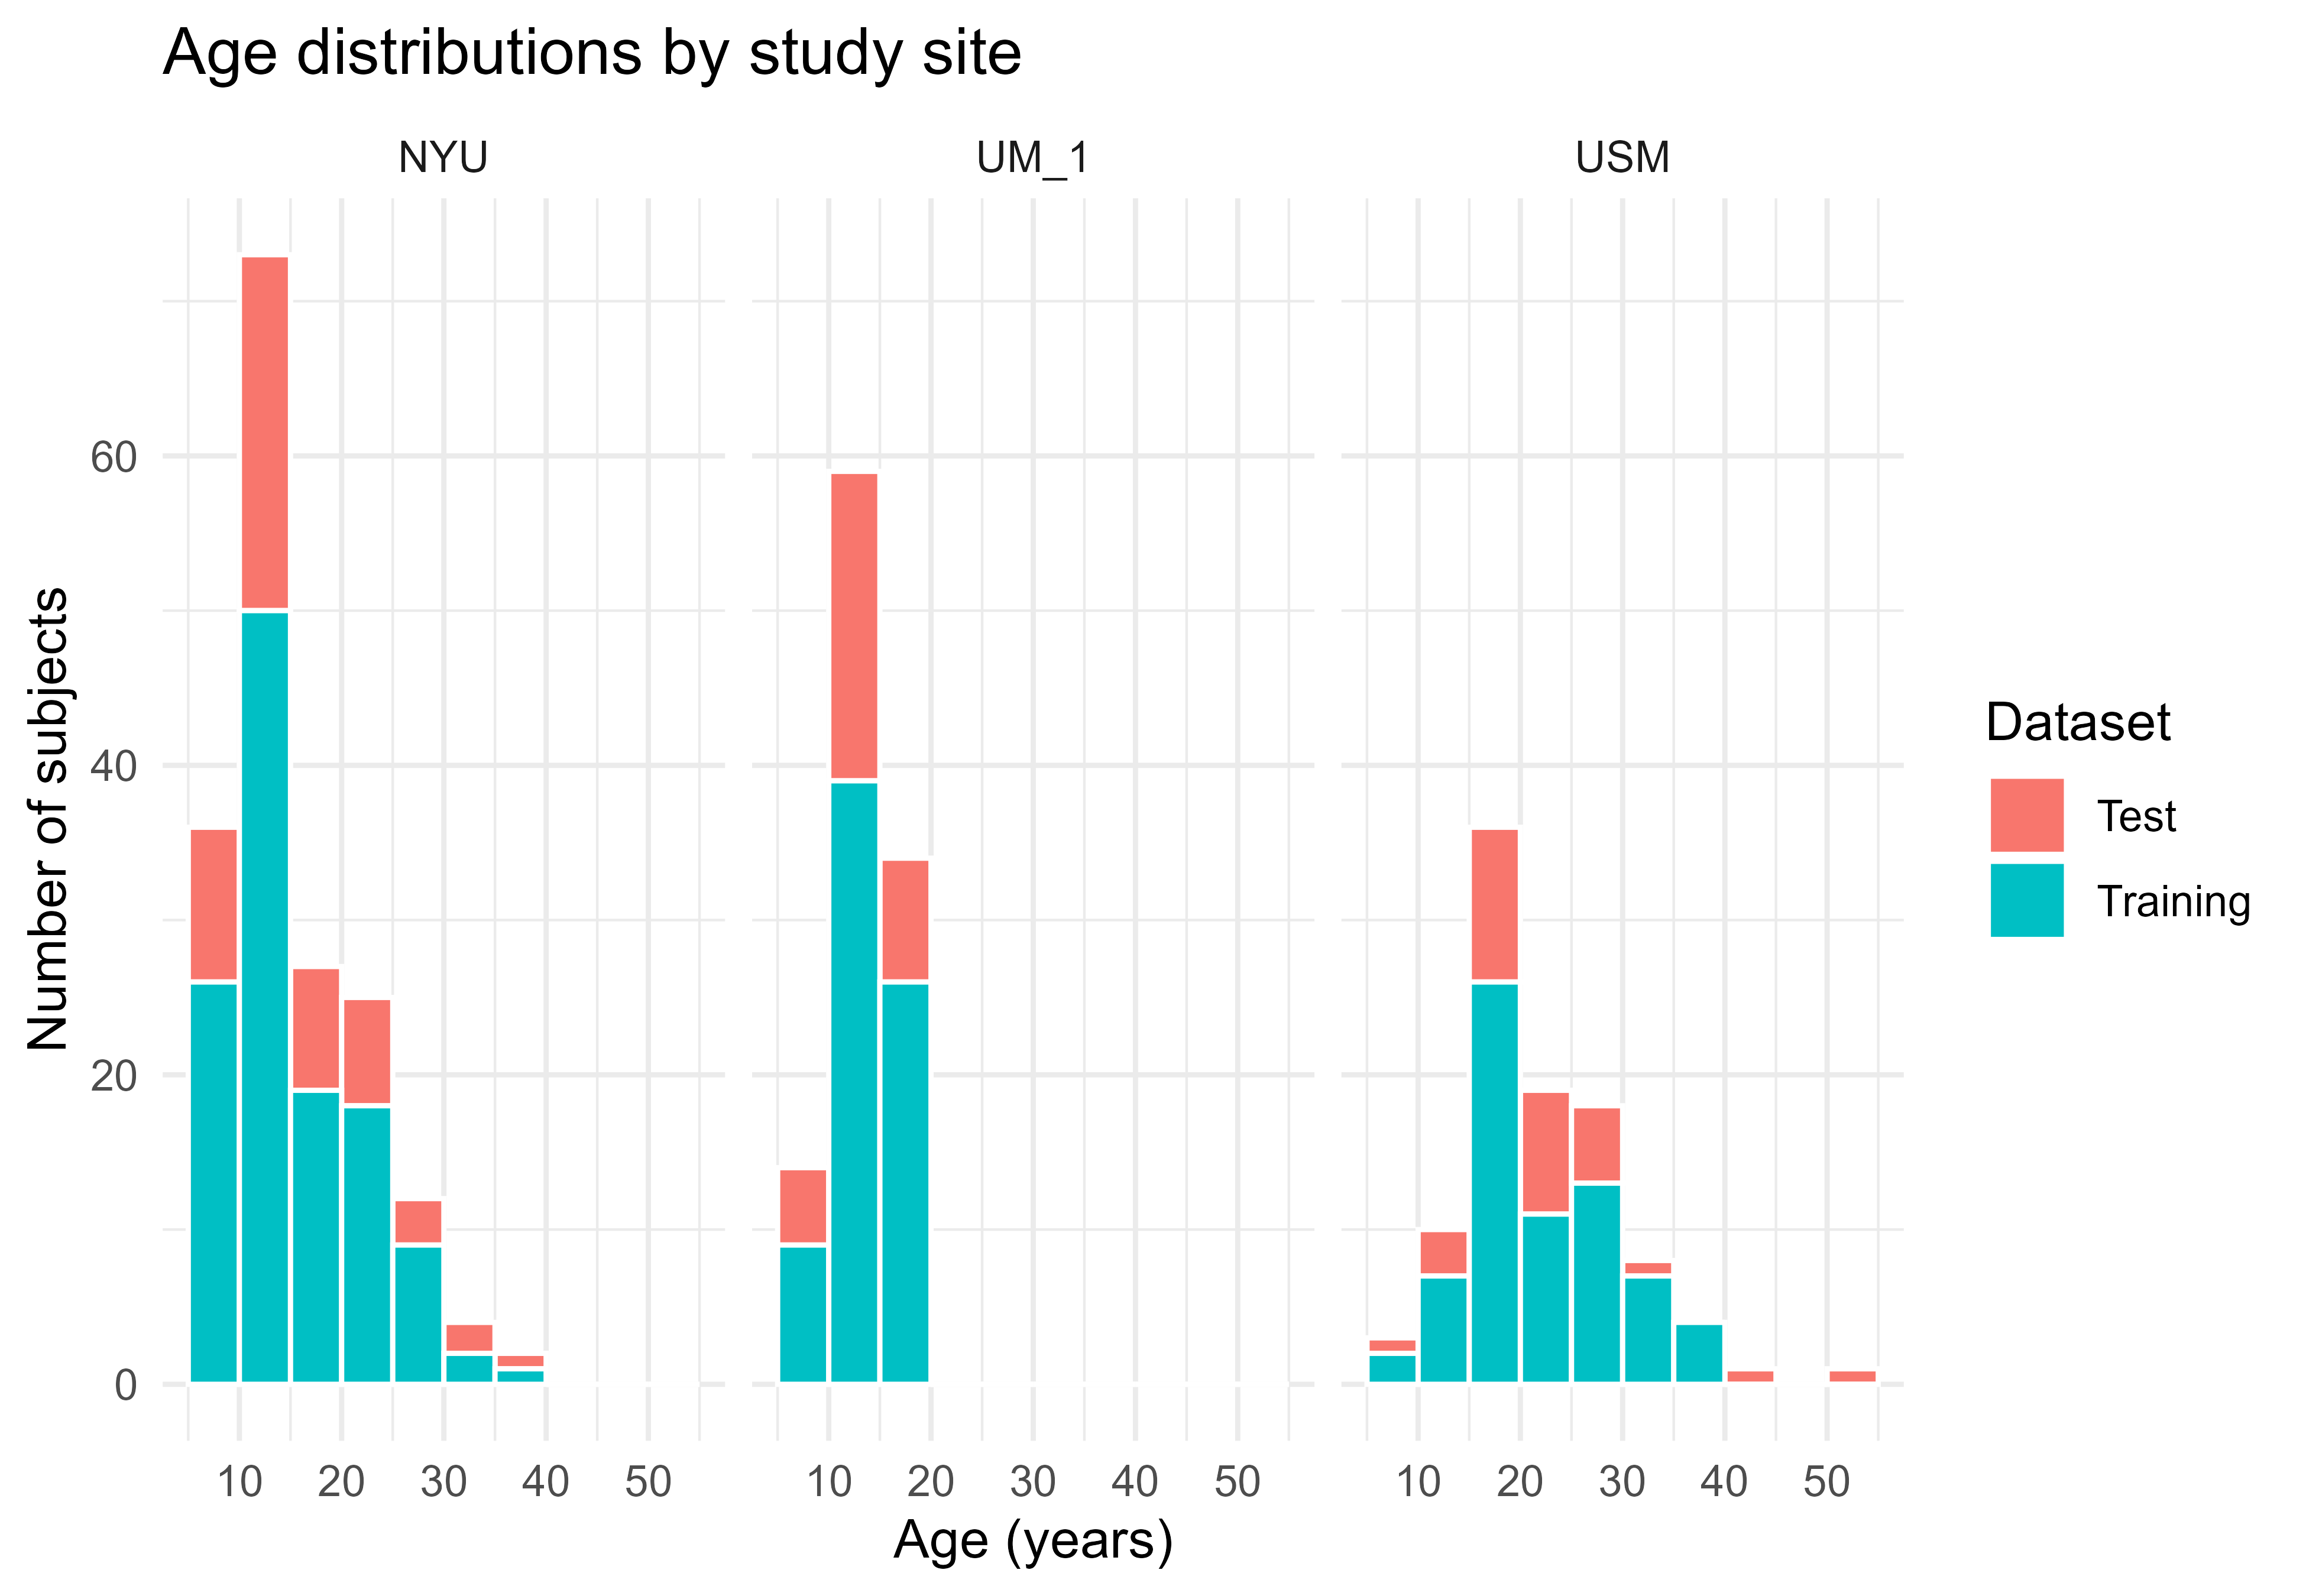 Age distributions by study site
NYU
UM_1
USM
Number of subjects
60
40
20
0
10 20 30 40 50
10 20 30 40 50
10 20 30 40 50
Age (years)
Dataset
Test
Training